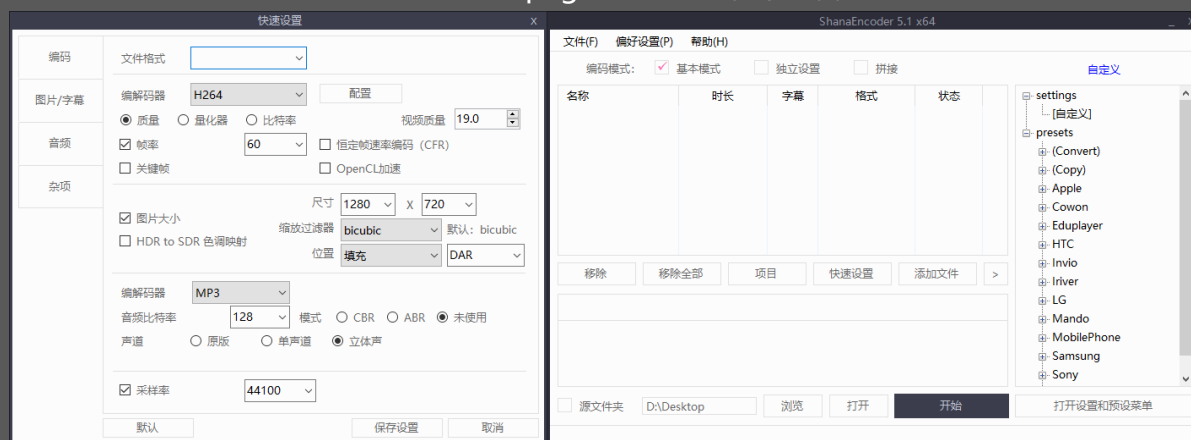 快速设置 X
编码
图片/字幕
音频
杂项
文件格式
编解码器 H264 配置
质量 量化器 比特率 视频质量 19.0
帧率 60 恒定帧速率编码 (CFR)
关键帧 OpenCL加速
尺寸 1280 X 720
图片大小
缩放过滤器 bicubic 默认: bicubic
HDR to SDR 色调映射
位置 填充 DAR
编解码器 MP3
音频比特率 128 模式 CBR ABR 未使用
声道 原版 单声道 立体声
采样率 44100
默认 保存设置 取消
ShanaEncoder 5.1 x64
文件(F) 偏好设置(P) 帮助(H)
编码模式: 基本模式 独立设置 拼接 自定义
名称 时长 字幕 格式 状态
settings
[自定义]
presets
(Convert)
(Copy)
Apple
Cowon
Eduplayer
HTC
Invio
Iriver
LG
Mando
MobilePhone
Samsung
Sony
移除 移除全部 项目 快速设置 添加文件 >
源文件夹 D:\Desktop 浏览 打开 开始 打开设置和预设菜单